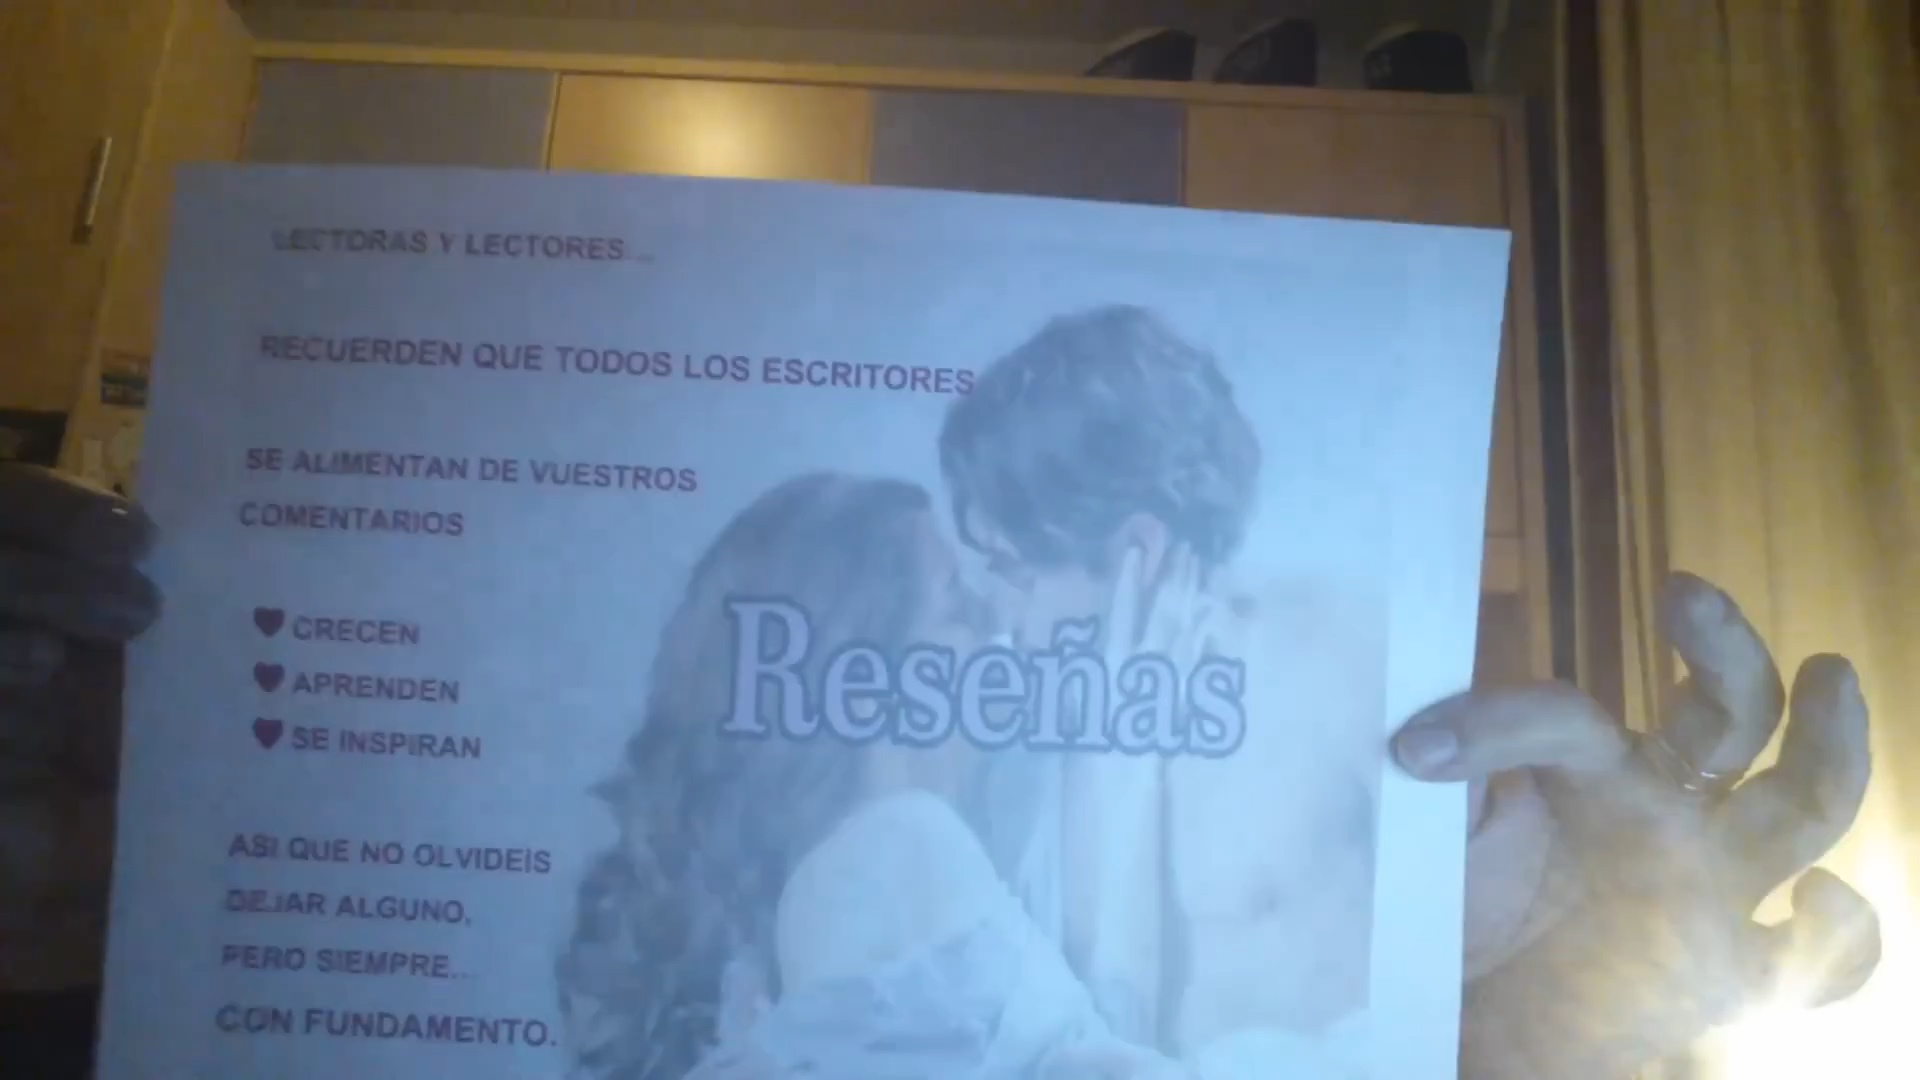 LECTORAS Y LECTORES...
RECUERDEN QUE TODOS LOS ESCRITORES
SE ALIMENTAN DE VUESTROS
COMENTARIOS
CRECEN
APRENDEN
SE INSPIRAN
Reseñas
ASI QUE NO OLVIDEIS
DEJAR ALGUNO,
PERO SIEMPRE...
CON FUNDAMENTO.